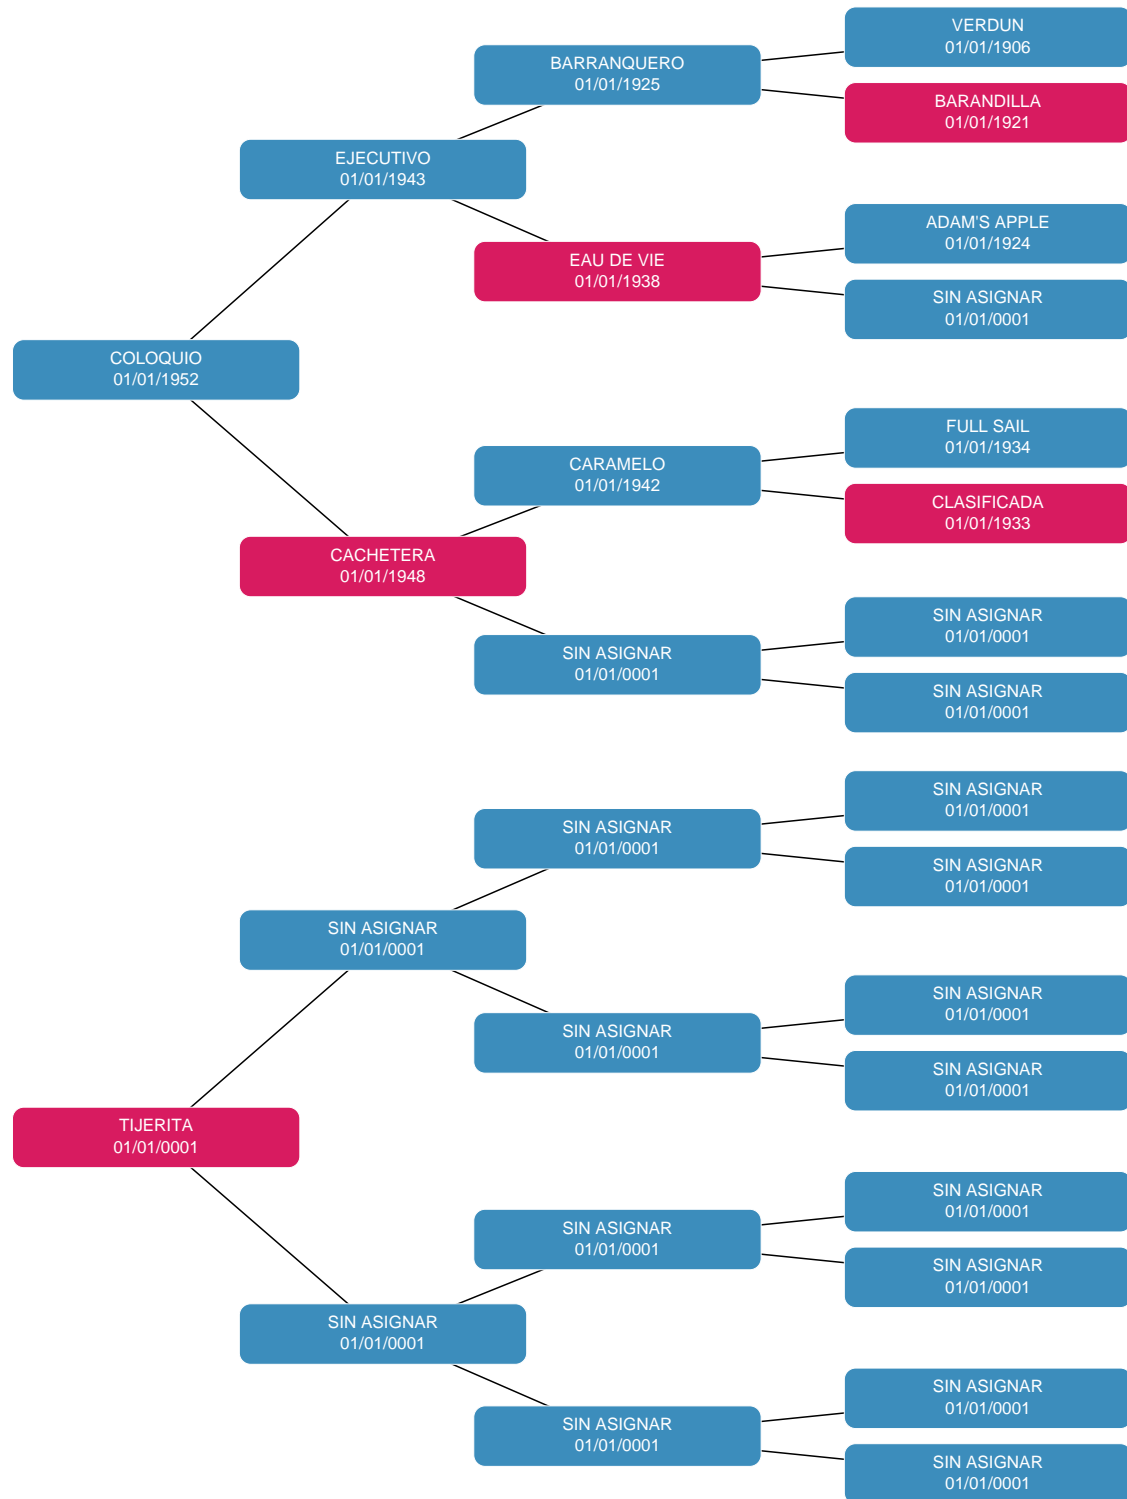 VERDUN
01/01/1906
BARRANQUERO
01/01/1925
BARANDILLA
01/01/1921
EJECUTIVO
01/01/1943
ADAM'S APPLE
01/01/1924
EAU DE VIE
01/01/1938
SIN ASIGNAR
01/01/0001
COLOQUIO
01/01/1952
FULL SAIL
01/01/1934
CARAMELO
01/01/1942
CLASIFICADA
01/01/1933
CACHETERA
01/01/1948
SIN ASIGNAR
01/01/0001
SIN ASIGNAR
01/01/0001
SIN ASIGNAR
01/01/0001
SIN ASIGNAR
01/01/0001
SIN ASIGNAR
01/01/0001
SIN ASIGNAR
01/01/0001
SIN ASIGNAR
01/01/0001
SIN ASIGNAR
01/01/0001
SIN ASIGNAR
01/01/0001
SIN ASIGNAR
01/01/0001
TIJERITA
01/01/0001
SIN ASIGNAR
01/01/0001
SIN ASIGNAR
01/01/0001
SIN ASIGNAR
01/01/0001
SIN ASIGNAR
01/01/0001
SIN ASIGNAR
01/01/0001
SIN ASIGNAR
01/01/0001
SIN ASIGNAR
01/01/0001